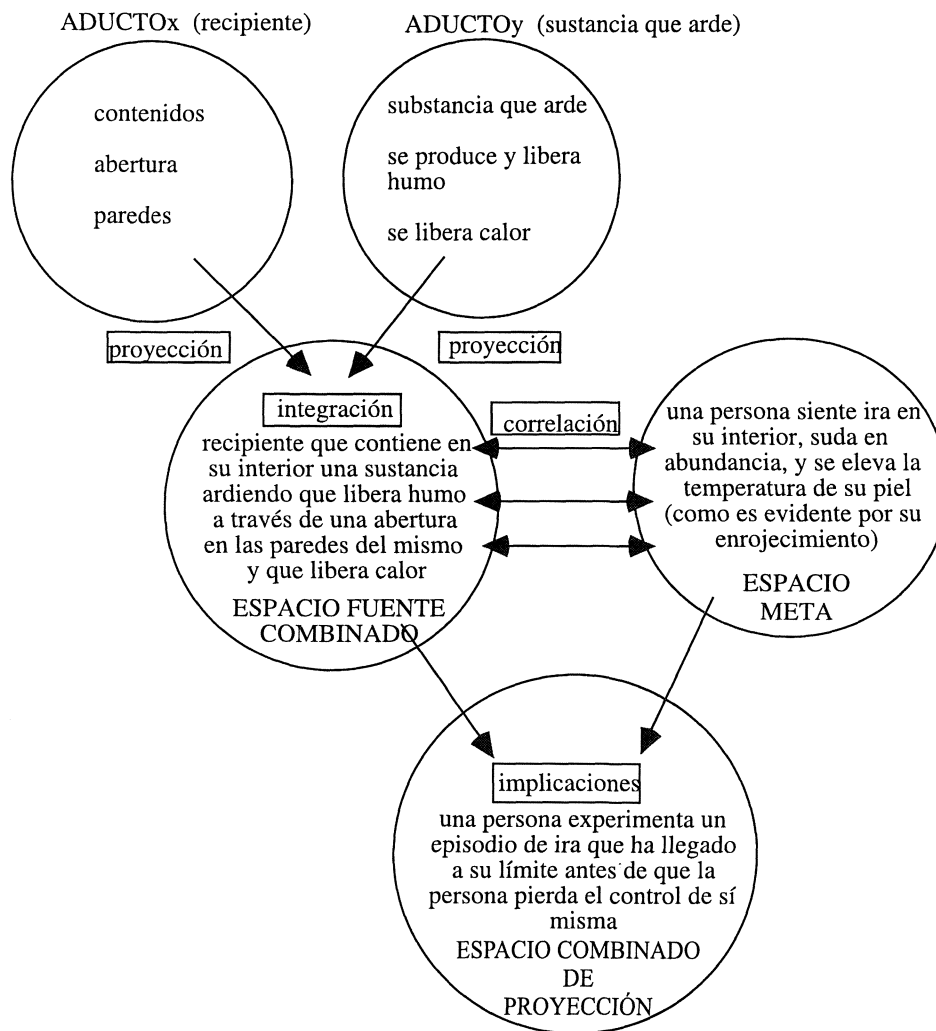 ADUCTOx (recipiente)
ADUCTOy (sustancia que arde)
contenidos
abertura
paredes
substancia que arde
se produce y libera
humo
se libera calor
proyección
proyección
integración
recipiente que contiene en
su interior una sustancia
ardiendo que libera humo
a través de una abertura
en las paredes del mismo
y que libera calor
ESPACIO FUENTE
COMBINADO
correlación
una persona siente ira en
su interior, suda en
abundancia, y se eleva la
temperatura de su piel
(como es evidente por su
enrojecimiento)
ESPACIO
META
implicaciones
una persona experimenta un
episodio de ira que ha llegado
a su límite antes de que la
persona pierda el control de sí
misma
ESPACIO COMBINADO
DE
PROYECCIÓN